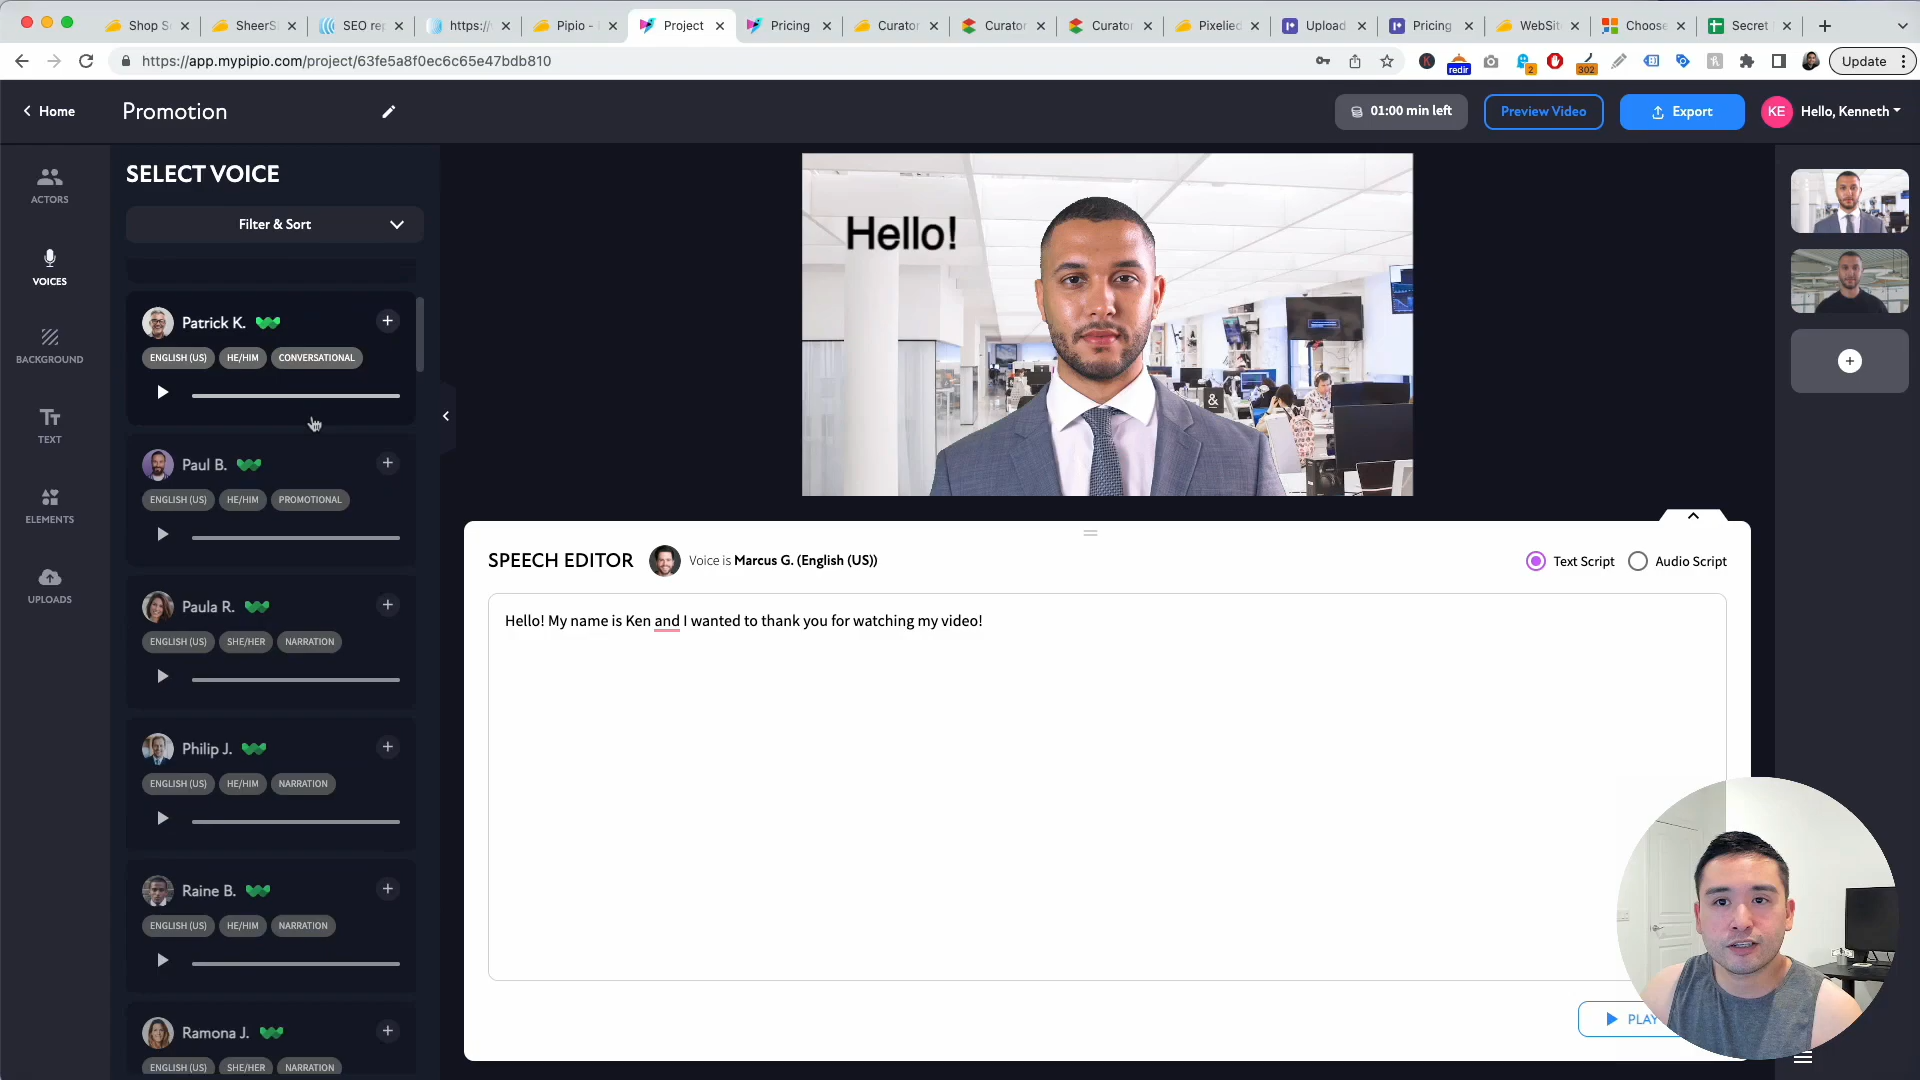 Shop S
SheerS
SEO rep
https://
Pipio -
Project
Pricing
Curator
Curator
Curator
Pixelied
Upload
Pricing
WebSit
Choose
Secret
https://app.mypipio.com/project/63fe5a8f0ec6c65e47bdb810
redir
2
302
Update
Home
Promotion
01:00 min left
Preview Video
Export
KE
Hello, Kenneth
ACTORS
VOICES
BACKGROUND
TEXT
ELEMENTS
UPLOADS
SELECT VOICE
Filter & Sort
Patrick K.
ENGLISH (US) HE/HIM CONVERSATIONAL
Paul B.
ENGLISH (US) HE/HIM PROMOTIONAL
Paula R.
ENGLISH (US) SHE/HER NARRATION
Philip J.
ENGLISH (US) HE/HIM NARRATION
Raine B.
ENGLISH (US) HE/HIM NARRATION
Ramona J.
ENGLISH (US) SHE/HER NARRATION
Hello!
&
SPEECH EDITOR
Voice is Marcus G. (English (US))
Text Script
Audio Script
Hello! My name is Ken and I wanted to thank you for watching my video!
PLAY